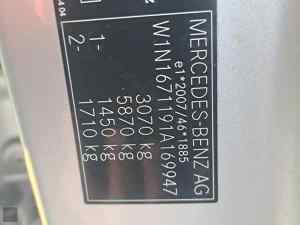 MERCEDES-BENZ AG
e1*2007/46*1885
W1N1671191A169947
3070 kg
5870 kg
1- 1450 kg
2- 1710 kg